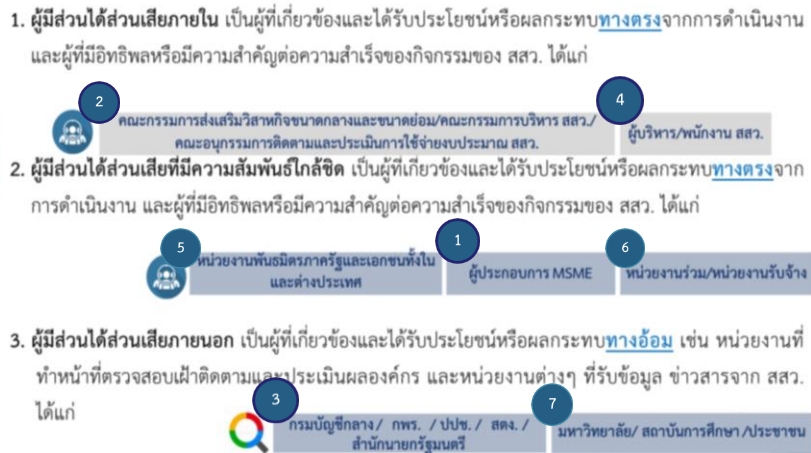 1. ผู้มีส่วนได้ส่วนเสียภายใน เป็นผู้ที่เกี่ยวข้องและได้รับประโยชน์หรือผลกระทบทางตรงจากการดำเนินงาน
และผู้ที่มีอิทธิพลหรือมีความสำคัญต่อความสำเร็จของกิจกรรมของ สสว. ได้แก่
2
คณะกรรมการส่งเสริมวิสาหกิจขนาดกลางและขนาดย่อม/คณะกรรมการบริหาร สสว./
คณะอนุกรรมการติดตามและประเมินการใช้จ่ายงบประมาณ สสว.
4
ผู้บริหาร/พนักงาน สสว.
2. ผู้มีส่วนได้ส่วนเสียที่มีความสัมพันธ์ใกล้ชิด เป็นผู้ที่เกี่ยวข้องและได้รับประโยชน์หรือผลกระทบทางตรงจาก
การดำเนินงาน และผู้ที่มีอิทธิพลหรือมีความสำคัญต่อความสำเร็จของกิจกรรมของ สสว. ได้แก่
5
หน่วยงานพันธมิตรภาครัฐและเอกชนทั้งใน
และต่างประเทศ
1
ผู้ประกอบการ MSME
6
หน่วยงานร่วม/หน่วยงานรับจ้าง
3. ผู้มีส่วนได้ส่วนเสียภายนอก เป็นผู้ที่เกี่ยวข้องและได้รับประโยชน์หรือผลกระทบทางอ้อม เช่น หน่วยงานที่
ทำหน้าที่ตรวจสอบเฝ้าติดตามและประเมินผลองค์กร และหน่วยงานต่างๆ ที่รับข้อมูล ข่าวสารจาก สสว.
ได้แก่
3
กรมบัญชีกลาง/ กพร. / ปปช. / สตง. /
สำนักนายกรัฐมนตรี
7
มหาวิทยาลัย/ สถาบันการศึกษา /ประชาชน